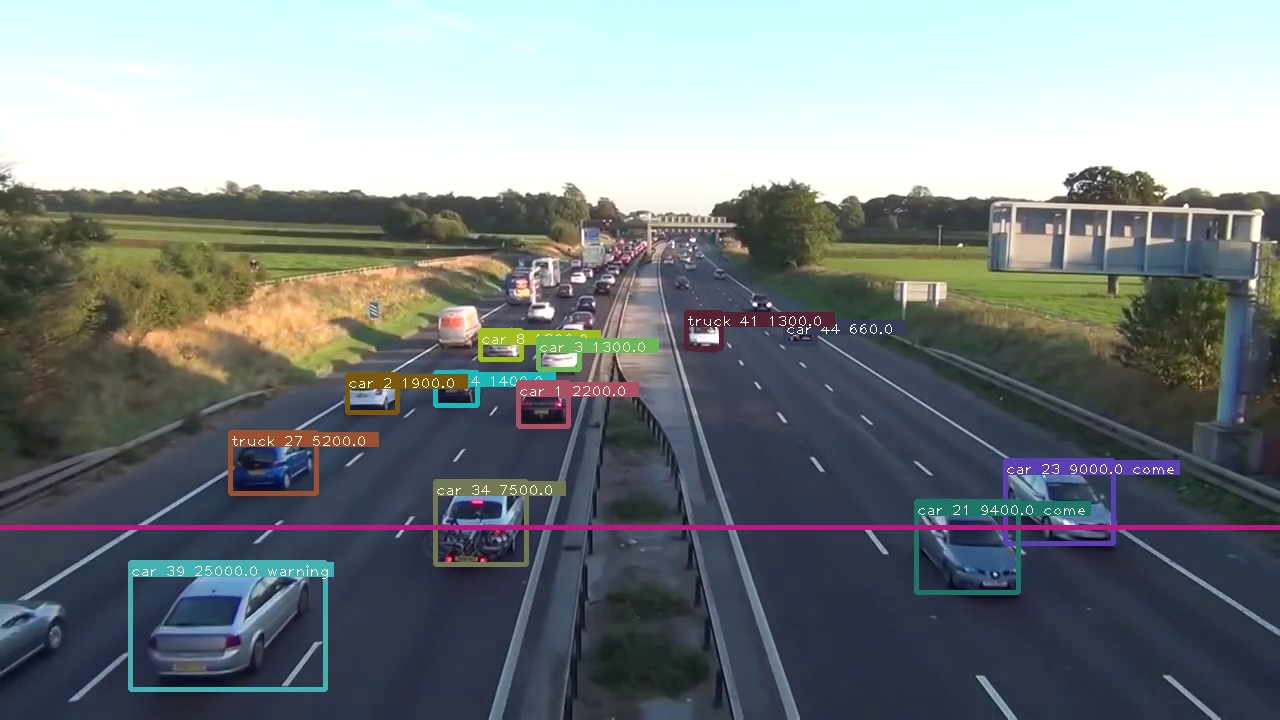 truck 41 1300.0
car 44 660.0
car 8
car 3 1300.0
car 2 1900.0
4 1400.0
car 1 2200.0
truck 27 5200.0
car 23 9000.0 come
car 34 7500.0
car 21 9400.0 come
car 39 25000.0 warning